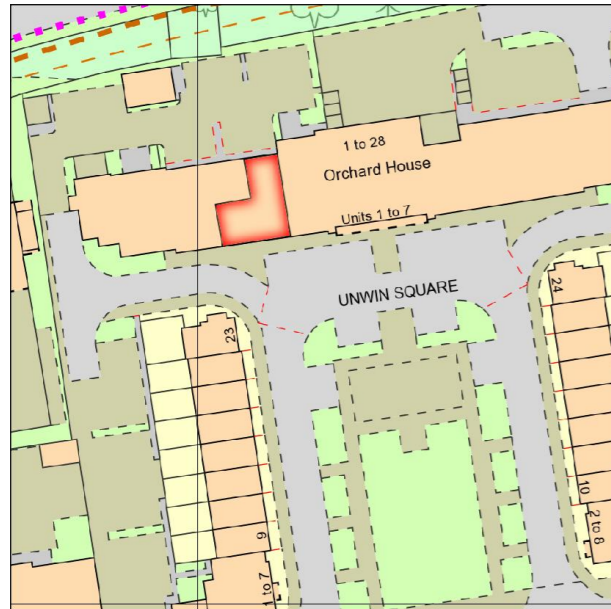 1 to 28
Orchard House
Units 1 to 7
UNWIN SQUARE
24
23
10
2 to 8
9
1 to 7